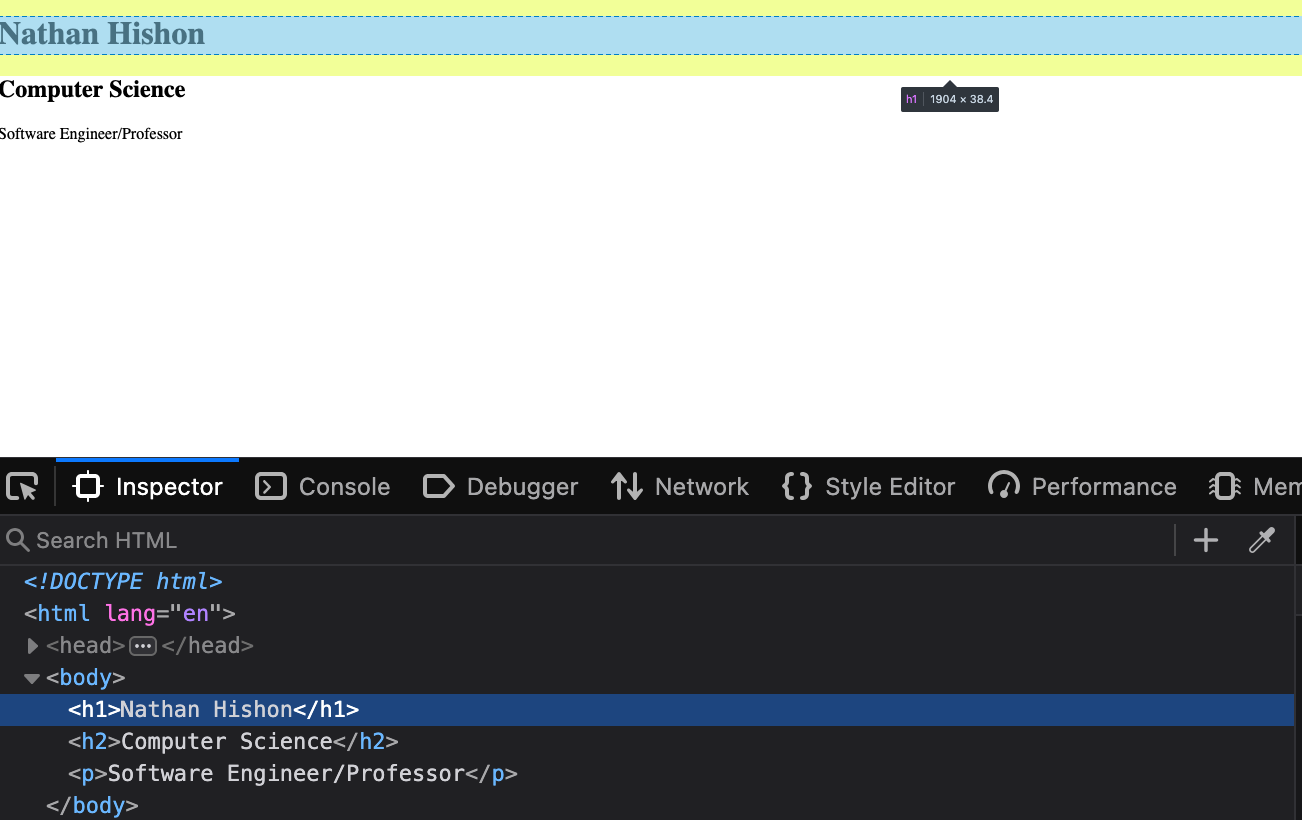 Nathan Hishon
Computer Science
h1 1904 × 38.4
Software Engineer/Professor
Inspector Console Debugger Network Style Editor Performance Mem
Search HTML
<!DOCTYPE html>
<html lang="en">
<head>⋯</head>
<body>
<h1>Nathan Hishon</h1>
<h2>Computer Science</h2>
<p>Software Engineer/Professor</p>
</body>